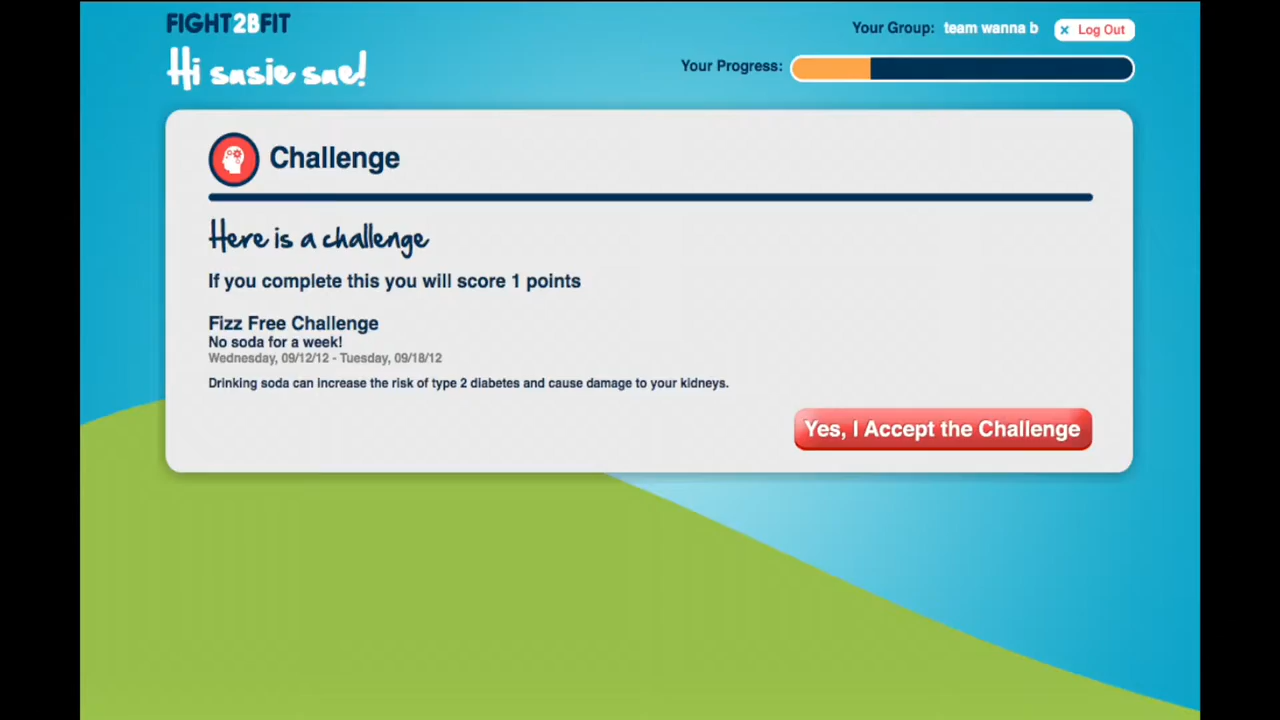 FIGHT2BFIT
Your Group: team wanna b
× Log Out
Hi susie sue!
Your Progress:
Challenge
Here is a challenge
If you complete this you will score 1 points
Fizz Free Challenge
No soda for a week!
Wednesday, 09/12/12 - Tuesday, 09/18/12
Drinking soda can increase the risk of type 2 diabetes and cause damage to your kidneys.
Yes, I Accept the Challenge